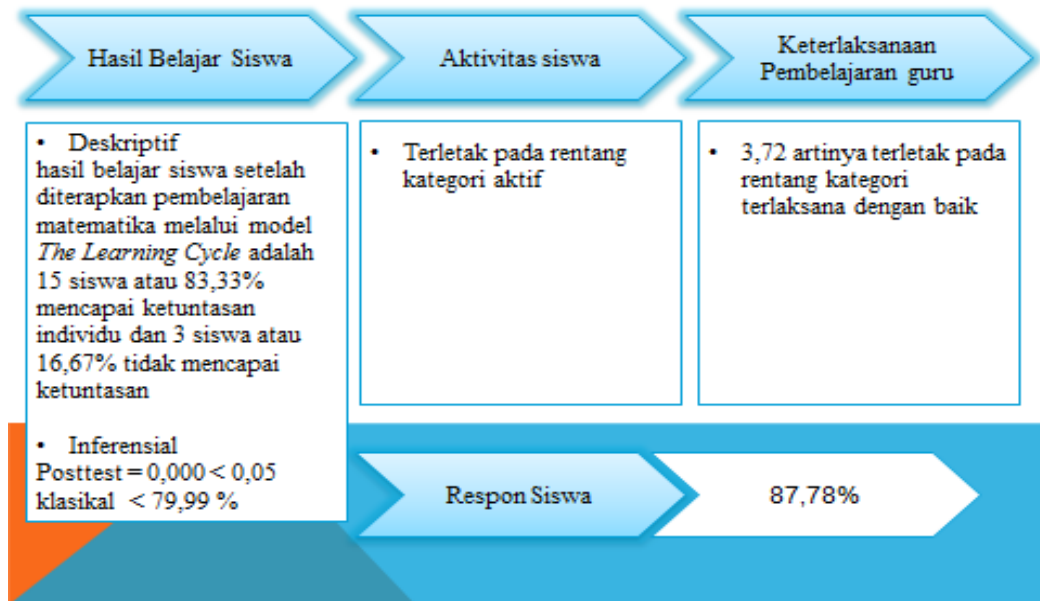 Hasil Belajar Siswa
Aktivitas siswa
Keterlaksanaan
Pembelajaran guru
• Deskriptif
hasil belajar siswa setelah
diterapkan pembelajaran
matematika melalui model
The Learning Cycle adalah
15 siswa atau 83,33%
mencapai ketuntasan
individu dan 3 siswa atau
16,67% tidak mencapai
ketuntasan
• Inferensial
Posttest = 0,000 < 0,05
klasikal < 79,99 %
• Terletak pada rentang
kategori aktif
• 3,72 artinya terletak pada
rentang kategori
terlaksana dengan baik
Respon Siswa
87,78%